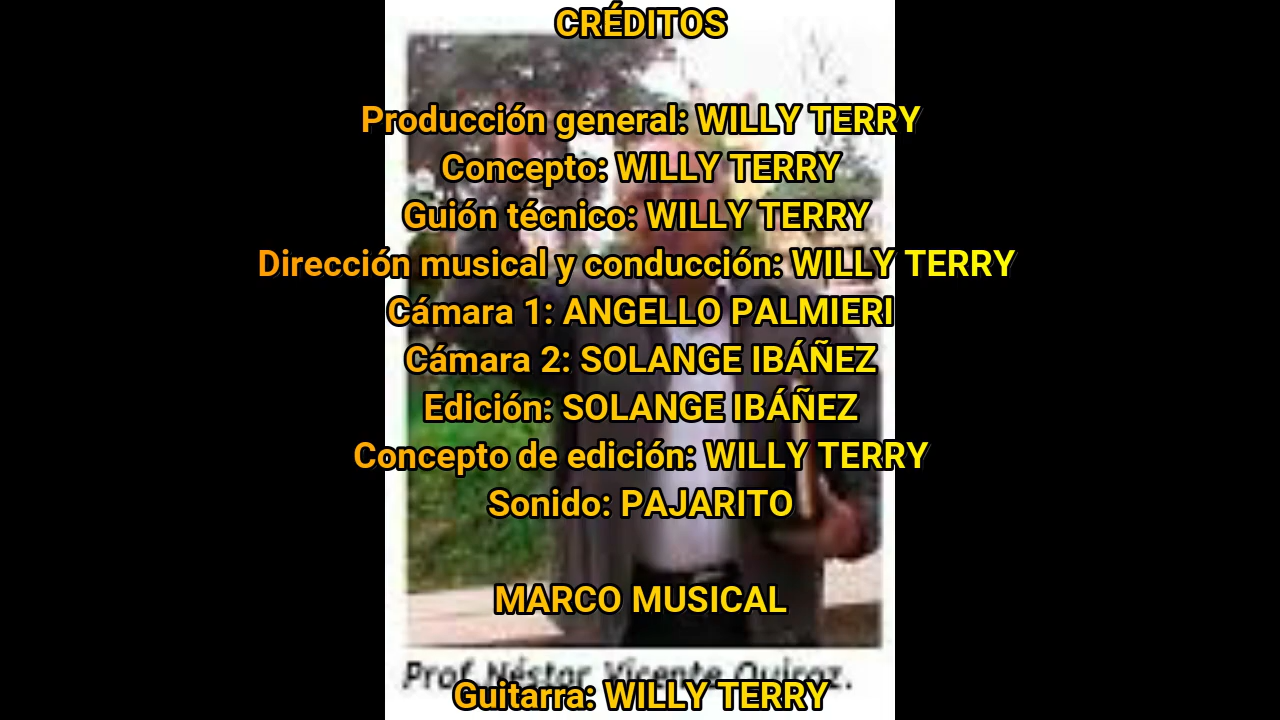 CRÉDITOS
Producción general: WILLY TERRY
Concepto: WILLY TERRY
Guión técnico: WILLY TERRY
Dirección musical y conducción: WILLY TERRY
Cámara 1: ANGELLO PALMIERI
Cámara 2: SOLANGE IBÁÑEZ
Edición: SOLANGE IBÁÑEZ
Concepto de edición: WILLY TERRY
Sonido: PAJARITO
MARCO MUSICAL
Prof. Néstor Vicente Quiroz.
Guitarra: WILLY TERRY